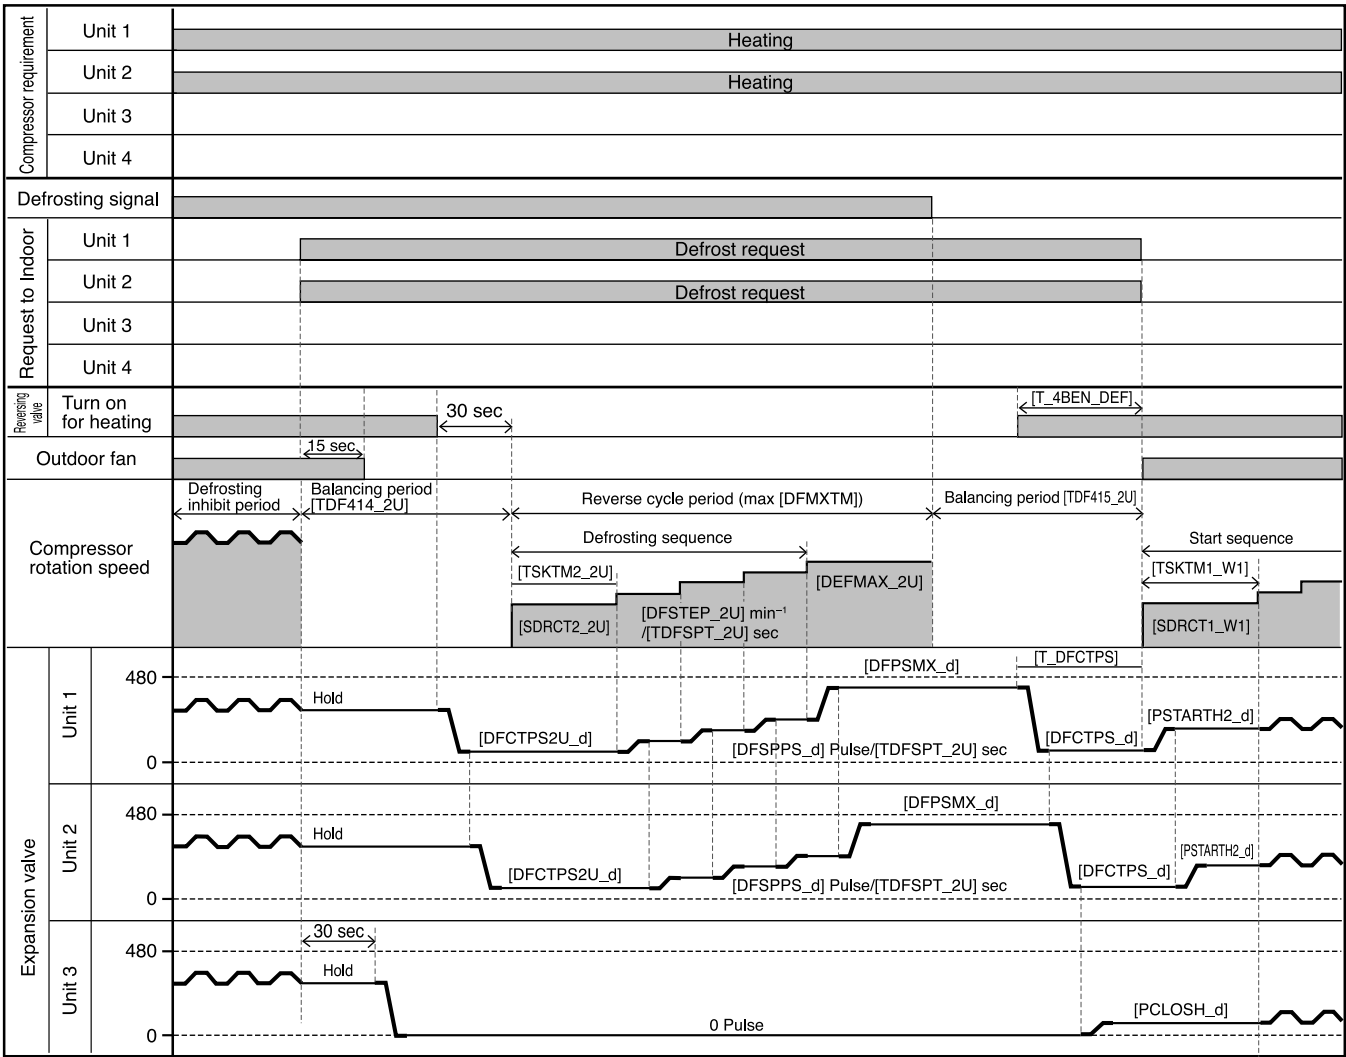 Compressor requirement
Unit 1
Heating
Unit 2
Heating
Unit 3
Unit 4
Defrosting signal
Request to Indoor
Unit 1
Defrost request
Unit 2
Defrost request
Unit 3
Unit 4
Reversing valve
Turn on
for heating
30 sec
[T_4BEN_DEF]
Outdoor fan
15 sec
Compressor
rotation speed
Defrosting
inhibit period
Balancing period
[TDF414_2U]
Reverse cycle period (max [DFMXTM])
Balancing period [TDF415_2U]
Defrosting sequence
Start sequence
[TSKTM2_2U]
[TSKTM1_W1]
[DEFMAX_2U]
[SDRCT2_2U]
[DFSTEP_2U] min⁻¹
/[TDFSPT_2U] sec
[SDRCT1_W1]
Expansion valve
Unit 1
480
0
Hold
[DFCTPS2U_d]
[DFPSMX_d]
[T_DFCTPS]
[DFSPPS_d] Pulse/[TDFSPT_2U] sec
[DFCTPS_d]
[PSTARTH2_d]
Unit 2
480
0
Hold
[DFCTPS2U_d]
[DFPSMX_d]
[DFSPPS_d] Pulse/[TDFSPT_2U] sec
[DFCTPS_d]
[PSTARTH2_d]
Unit 3
480
0
30 sec
Hold
0 Pulse
[PCLOSH_d]